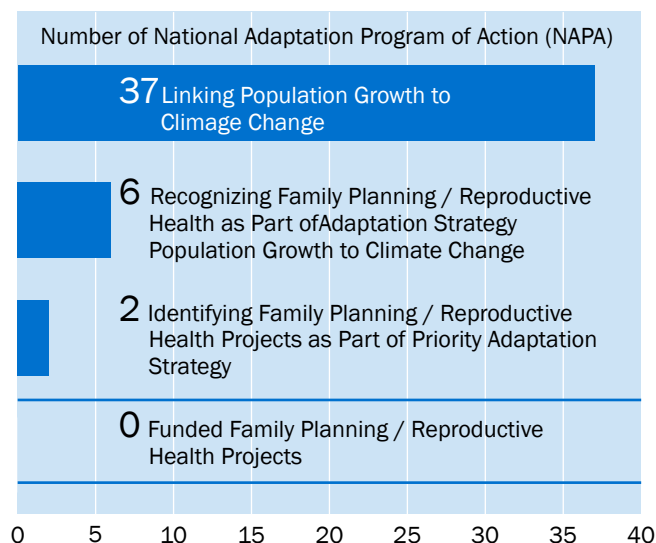 Number of National Adaptation Program of Action (NAPA)
37 Linking Population Growth to
Climage Change
6 Recognizing Family Planning / Reproductive
Health as Part ofAdaptation Strategy
Population Growth to Climate Change
2 Identifying Family Planning / Reproductive
Health Projects as Part of Priority Adaptation
Strategy
0 Funded Family Planning / Reproductive
Health Projects
0 5 10 15 20 25 30 35 40